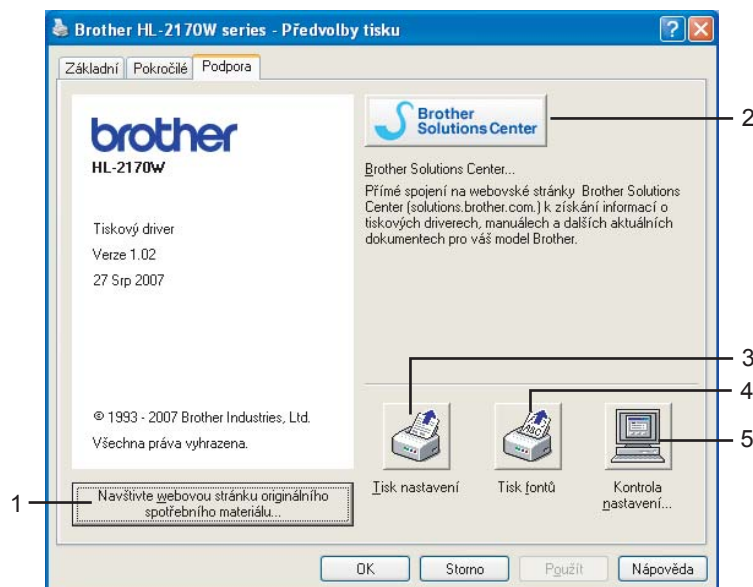 Brother HL-2170W series - Předvolby tisku
Základní Pokročilé Podpora
brother
HL-2170W
Tiskový driver
Verze 1.02
27 Srp 2007
© 1993 - 2007 Brother Industries, Ltd.
Všechna práva vyhrazena.
1
Navštivte webovou stránku originálního
spotřebního materiálu...
Brother
Solutions Center
2
Brother Solutions Center...
Přímé spojení na webovské stránky Brother Solutions
Center (solutions.brother.com.) k získání informací o
tiskových driverech, manuálech a dalších aktuálních
dokumentech pro váš model Brother.
3
4
5
ABC
Tisk nastavení
Tisk fontů
Kontrola
nastavení...
OK Storno Použít Nápověda